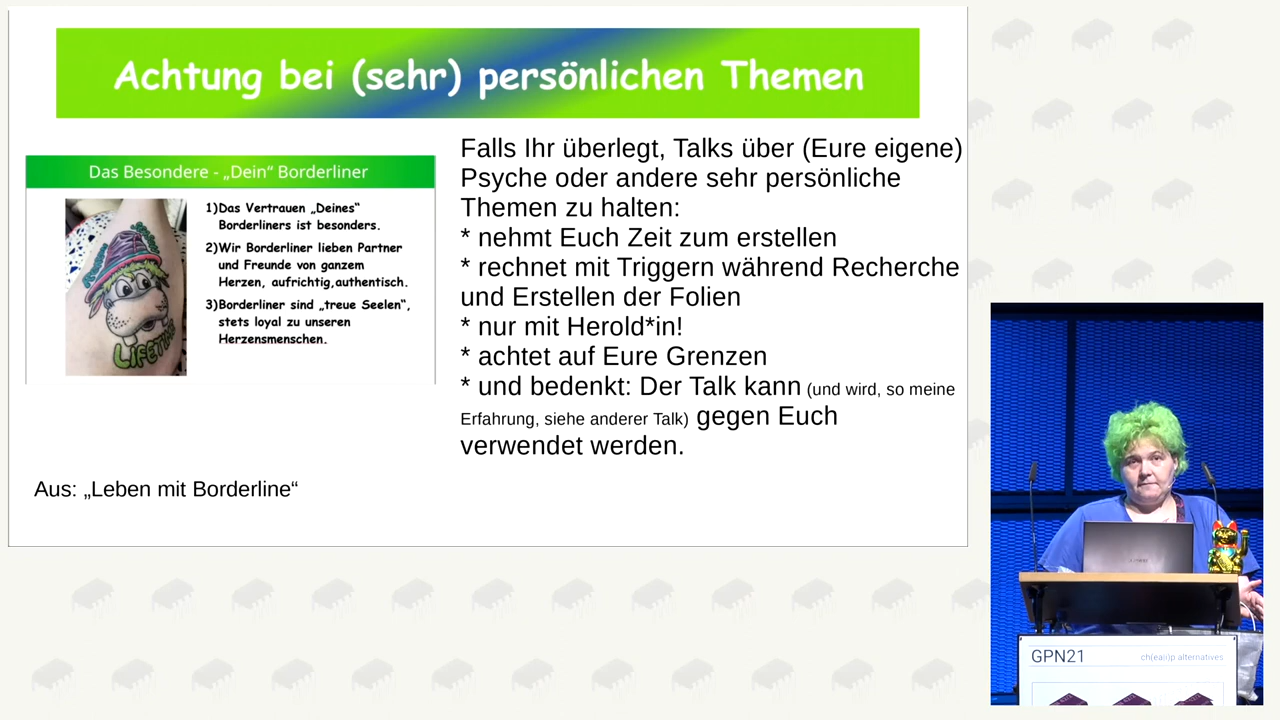 Achtung bei (sehr) persönlichen Themen
Das Besondere - „Dein“ Borderliner
1)Das Vertrauen „Deines“
Borderliners ist besonders.
2)Wir Borderliner lieben Partner
und Freunde von ganzem
Herzen, aufrichtig,authentisch.
3)Borderliner sind „treue Seelen“,
stets loyal zu unseren
Herzensmenschen.
LIFETIME
Aus: „Leben mit Borderline“
Falls Ihr überlegt, Talks über (Eure eigene)
Psyche oder andere sehr persönliche
Themen zu halten:
* nehmt Euch Zeit zum erstellen
* rechnet mit Triggern während Recherche
und Erstellen der Folien
* nur mit Herold*in!
* achtet auf Eure Grenzen
* und bedenkt: Der Talk kann (und wird, so meine
Erfahrung, siehe anderer Talk) gegen Euch
verwendet werden.
GPN21
ch(ea)p alternatives